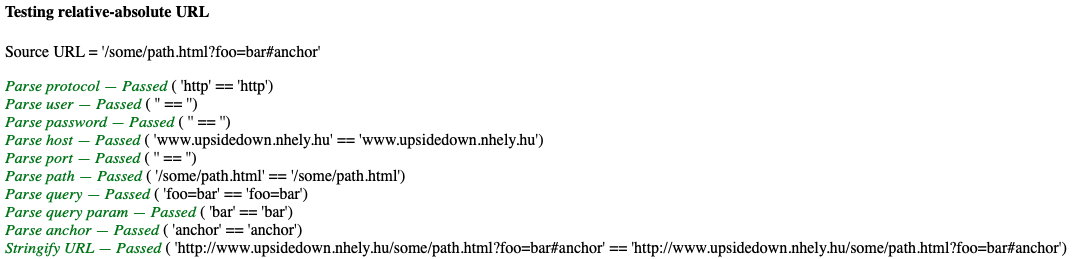 Testing relative-absolute URL
Source URL = '/some/path.html?foo=bar#anchor'
Parse protocol — Passed ( 'http' == 'http')
Parse user — Passed ( '' == '')
Parse password — Passed ( '' == '')
Parse host — Passed ( 'www.upsidedown.nhely.hu' == 'www.upsidedown.nhely.hu')
Parse port — Passed ( '' == '')
Parse path — Passed ( '/some/path.html' == '/some/path.html')
Parse query — Passed ( 'foo=bar' == 'foo=bar')
Parse query param — Passed ( 'bar' == 'bar')
Parse anchor — Passed ( 'anchor' == 'anchor')
Stringify URL — Passed ( 'http://www.upsidedown.nhely.hu/some/path.html?foo=bar#anchor' == 'http://www.upsidedown.nhely.hu/some/path.html?foo=bar#anchor')